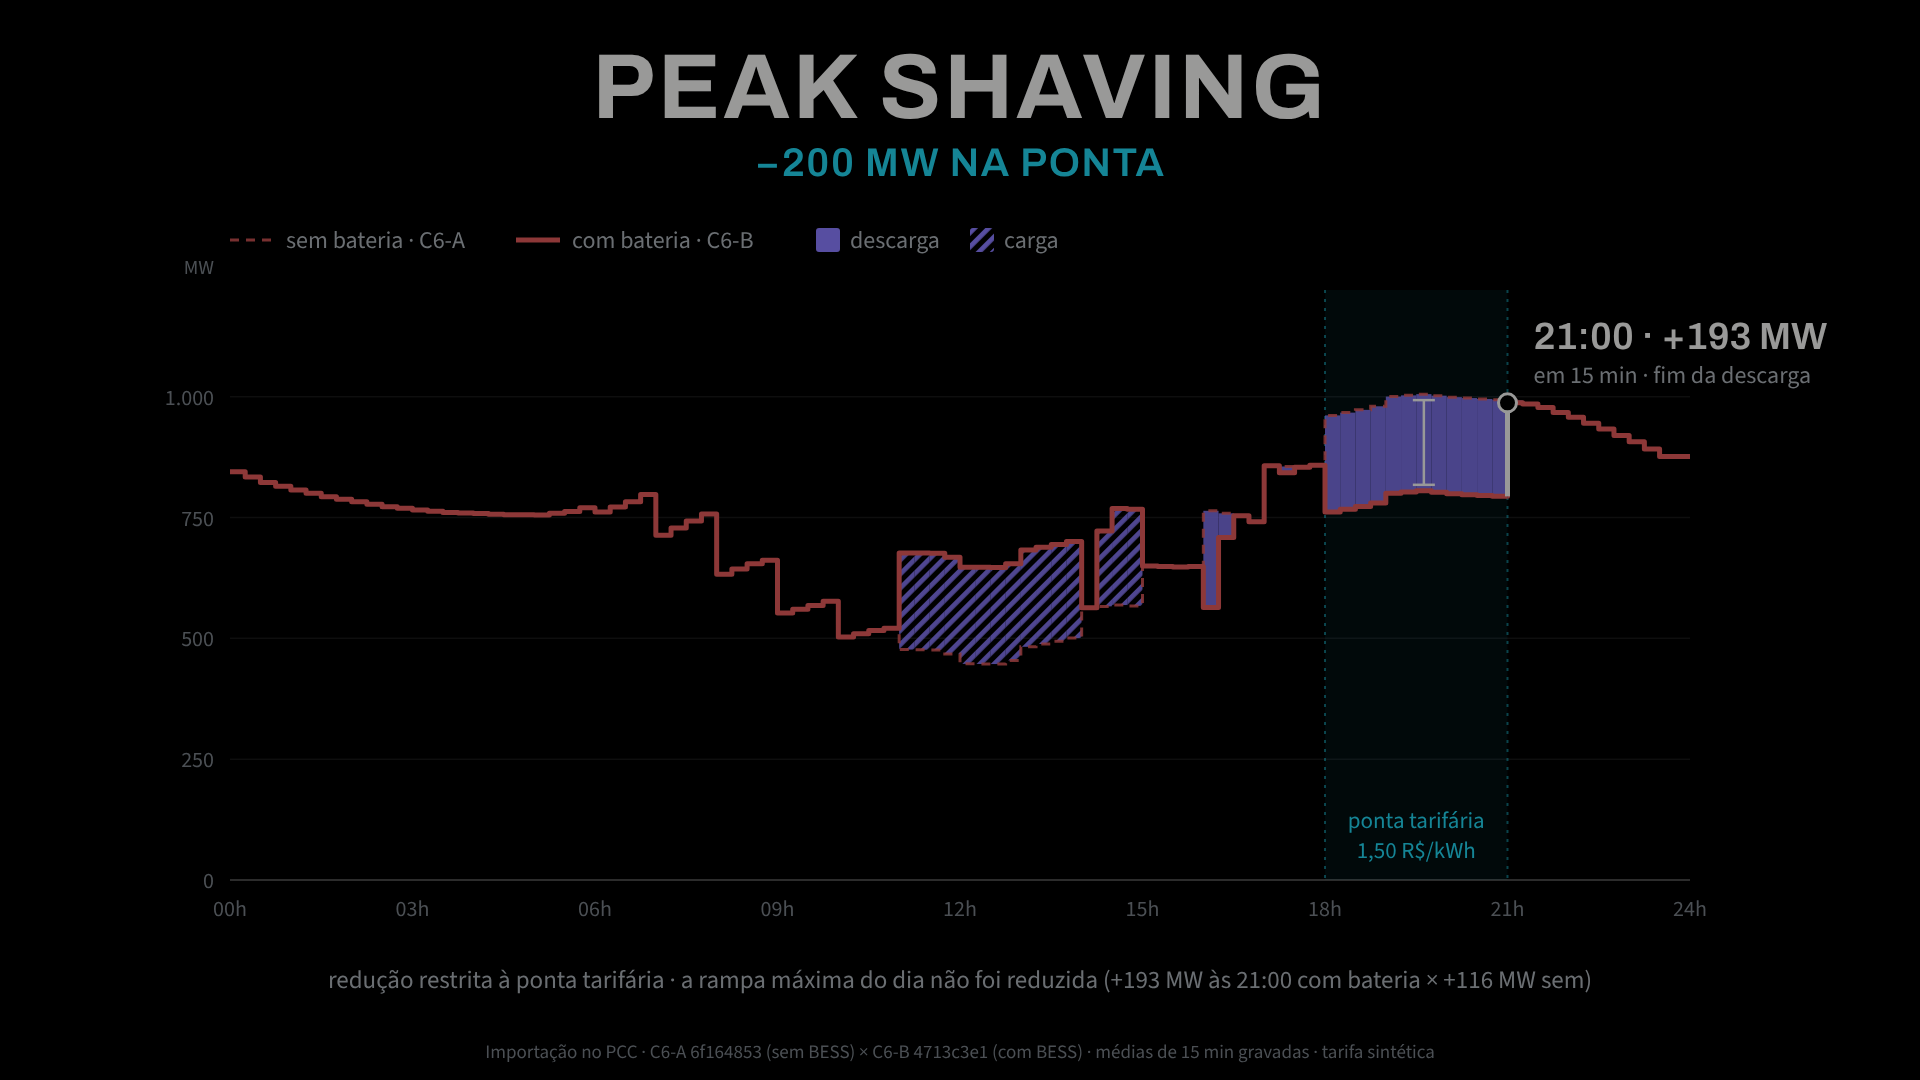 PEAK SHAVING
–200 MW NA PONTA
sem bateria · C6-A
com bateria · C6-B
descarga
carga
MW
21:00 · +193 MW
em 15 min · fim da descarga
1.000
750
500
250
0
ponta tarifária
1,50 R$/kWh
00h
03h
06h
09h
12h
15h
18h
21h
24h
redução restrita à ponta tarifária · a rampa máxima do dia não foi reduzida (+193 MW às 21:00 com bateria × +116 MW sem)
Importação no PCC · C6-A 6f164853 (sem BESS) × C6-B 4713c3e1 (com BESS) · médias de 15 min gravadas · tarifa sintética